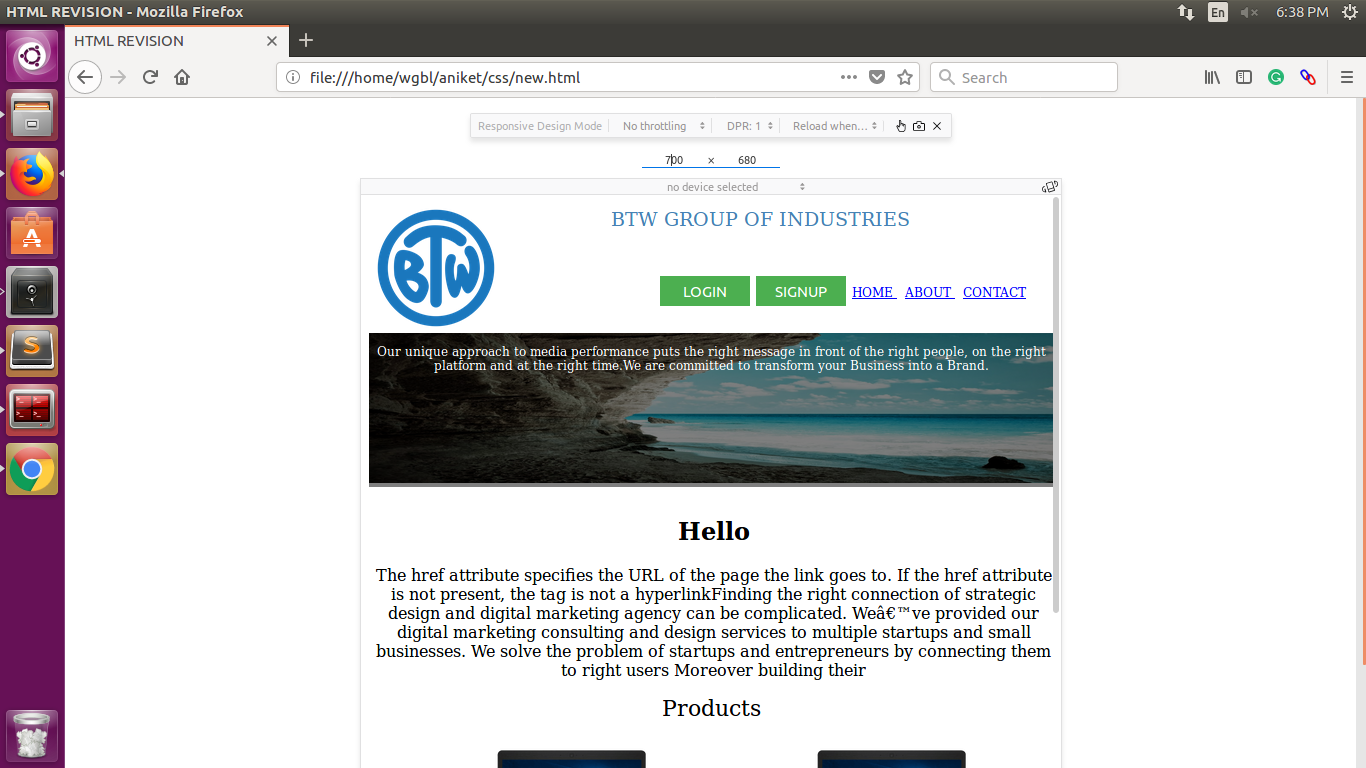 HTML REVISION - Mozilla Firefox
En
6:38 PM
HTML REVISION
file:///home/wgbl/aniket/css/new.html
Search
Responsive Design Mode
No throttling
DPR: 1
Reload when...
700 × 680
no device selected
BTW
BTW GROUP OF INDUSTRIES
LOGIN SIGNUP HOME ABOUT CONTACT
Our unique approach to media performance puts the right message in front of the right people, on the right
platform and at the right time.We are committed to transform your Business into a Brand.
Hello
The href attribute specifies the URL of the page the link goes to. If the href attribute
is not present, the tag is not a hyperlinkFinding the right connection of strategic
design and digital marketing agency can be complicated. Weâ€™ve provided our
digital marketing consulting and design services to multiple startups and small
businesses. We solve the problem of startups and entrepreneurs by connecting them
to right users Moreover building their
Products